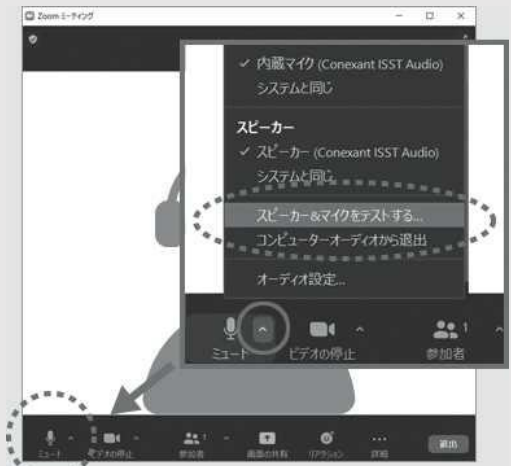 Zoom ミーティング
内蔵マイク (Conexant ISST Audio)
システムと同じ
スピーカー
スピーカー (Conexant ISST Audio)
システムと同じ
スピーカー&マイクをテストする...
コンピューターオーディオから退出
オーディオ設定...
1
ミュート ビデオの停止 参加者
1
ミュート ビデオの停止 参加者 画面の共有 リアクション 詳細
退出